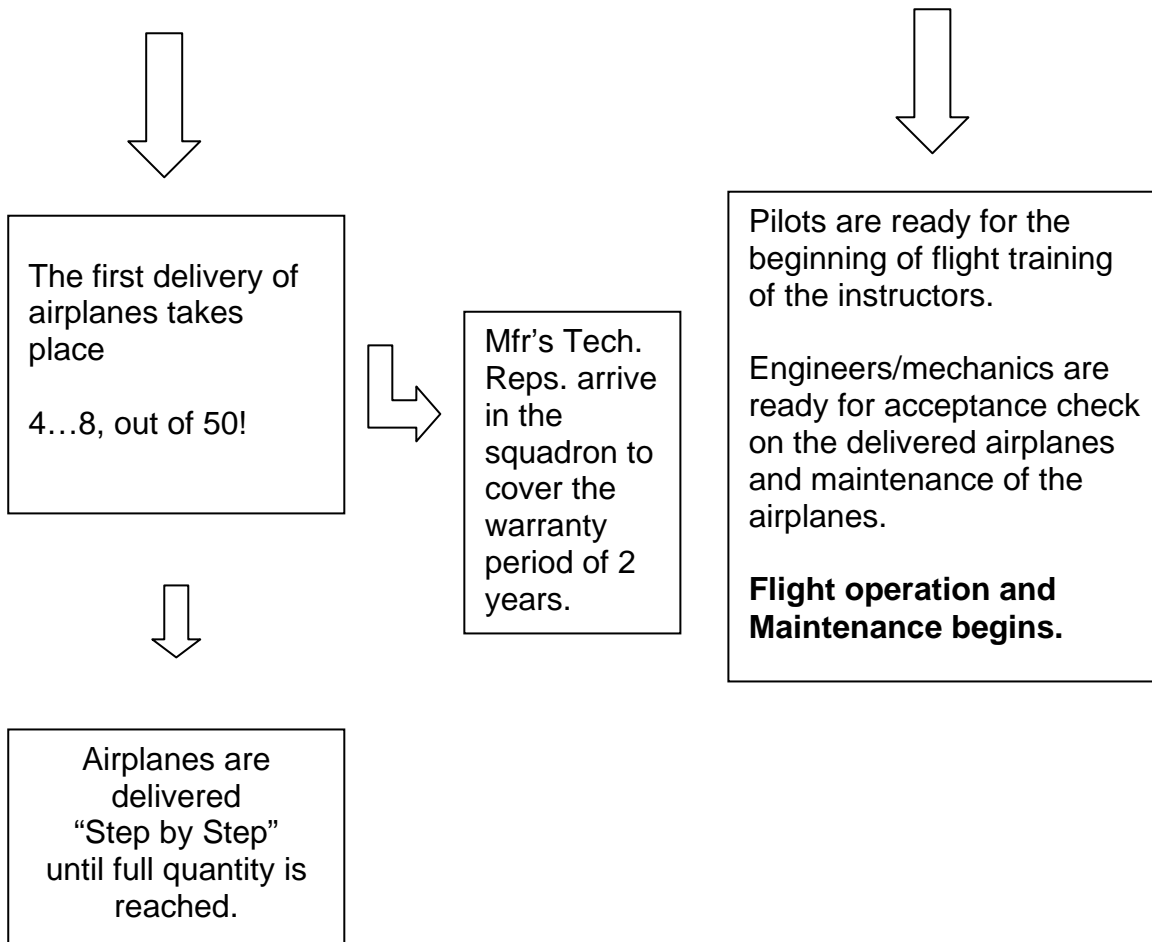 The first delivery of
airplanes takes
place
4…8, out of 50!
Mfr's Tech.
Reps. arrive
in the
squadron to
cover the
warranty
period of 2
years.
Pilots are ready for the
beginning of flight training
of the instructors.
Engineers/mechanics are
ready for acceptance check
on the delivered airplanes
and maintenance of the
airplanes.
Flight operation and
Maintenance begins.
Airplanes are
delivered
“Step by Step”
until full quantity is
reached.